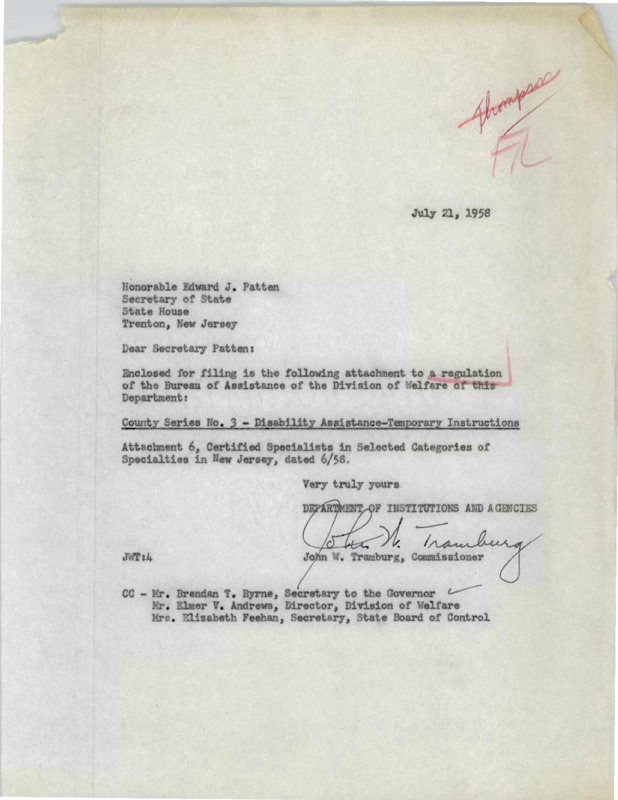 Thompson
July 21, 1958
Honorable Edward J. Patten
Secretary of State
State House
Trenton, New Jersey
Dear Secretary Patten:
Enclosed for filing is the following attachment to a regulation
of the Bureau of Assistance of the Division of Welfare of this
Department:
County Series No. 3 - Disability Assistance-Temporary Instructions
Attachment 6, Certified Specialists in Selected Categories of
Specialties in New Jersey, dated 6/58.
Very truly yours
DEPARTMENT OF INSTITUTIONS AND AGENCIES
John W. Tramburg
JWT:4 John W. Tramburg, Commissioner
CC - Mr. Brendan T. Byrne, Secretary to the Governor
Mr. Elmer V. Andrews, Director, Division of Welfare
Mrs. Elizabeth Feehan, Secretary, State Board of Control